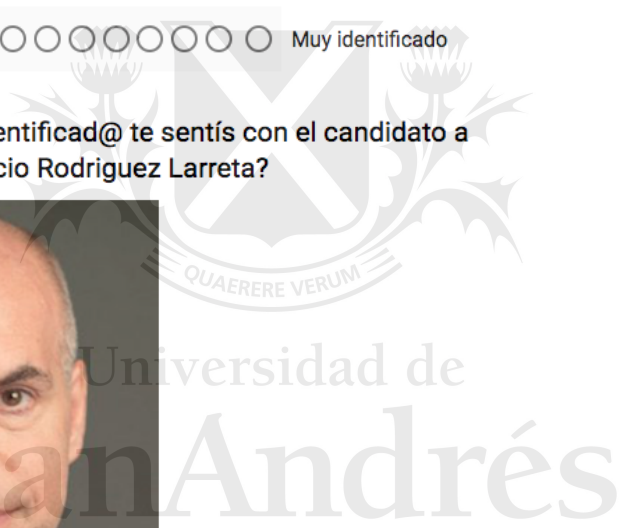 Muy identificado
entificad@ te sentís con el candidato a
cio Rodriguez Larreta?
QUAERERE VERUM
Universidad de
anAndrés